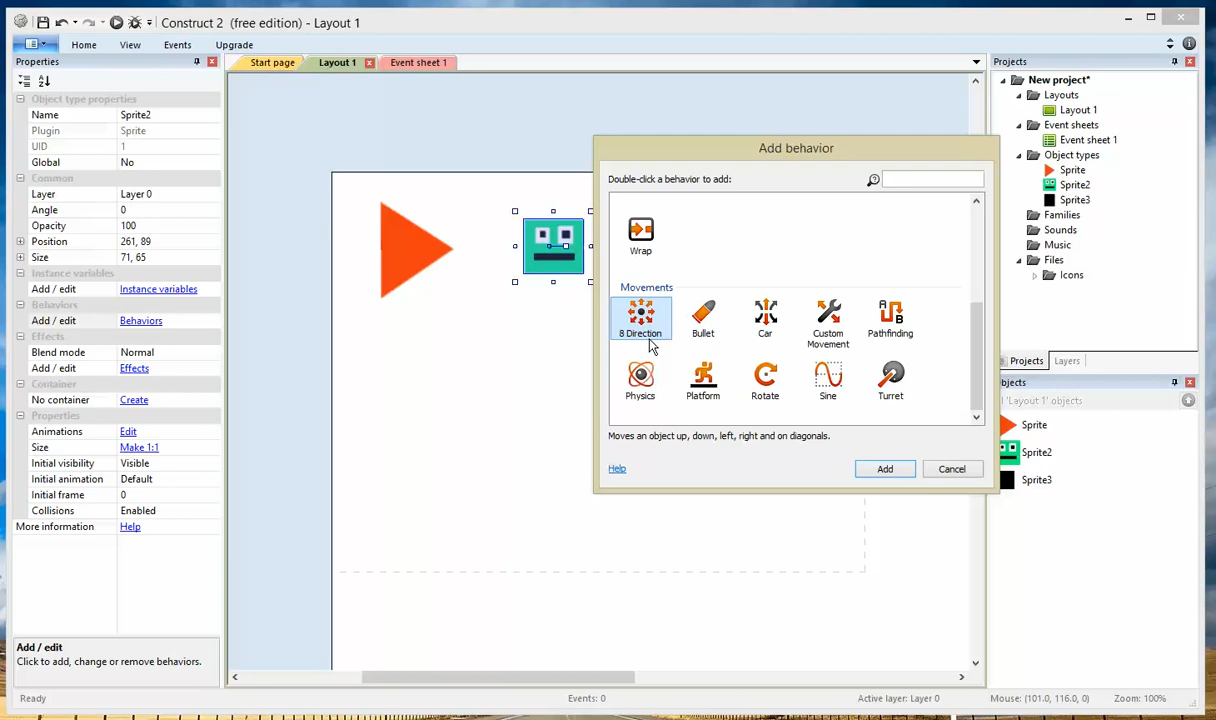 Construct 2 (free edition) - Layout 1
Home
View
Events
Upgrade
Properties
Object type properties
Name Sprite2
Plugin Sprite
UID 1
Global No
Common
Layer Layer 0
Angle 0
Opacity 100
Position 261, 89
Size 71, 65
Instance variables
Add / edit Instance variables
Behaviors
Add / edit Behaviors
Effects
Blend mode Normal
Add / edit Effects
Container
No container Create
Properties
Animations Edit
Size Make 1:1
Initial visibility Visible
Initial animation Default
Initial frame 0
Collisions Enabled
More information Help
Add / edit
Click to add, change or remove behaviors.
Start page
Layout 1
Event sheet 1
Add behavior
Double-click a behavior to add:
Wrap
Movements
8 Direction
Bullet
Car
Custom
Movement
Pathfinding
Physics
Platform
Rotate
Sine
Turret
Moves an object up, down, left, right and on diagonals.
Help
Add
Cancel
Projects
New project*
Layouts
Layout 1
Event sheets
Event sheet 1
Object types
Sprite
Sprite2
Sprite3
Families
Sounds
Music
Files
Icons
Projects
Layers
'Layout 1' objects
Sprite
Sprite2
Sprite3
Ready
Events: 0
Active layer: Layer 0
Mouse: (101.0, 116.0, 0)
Zoom: 100%